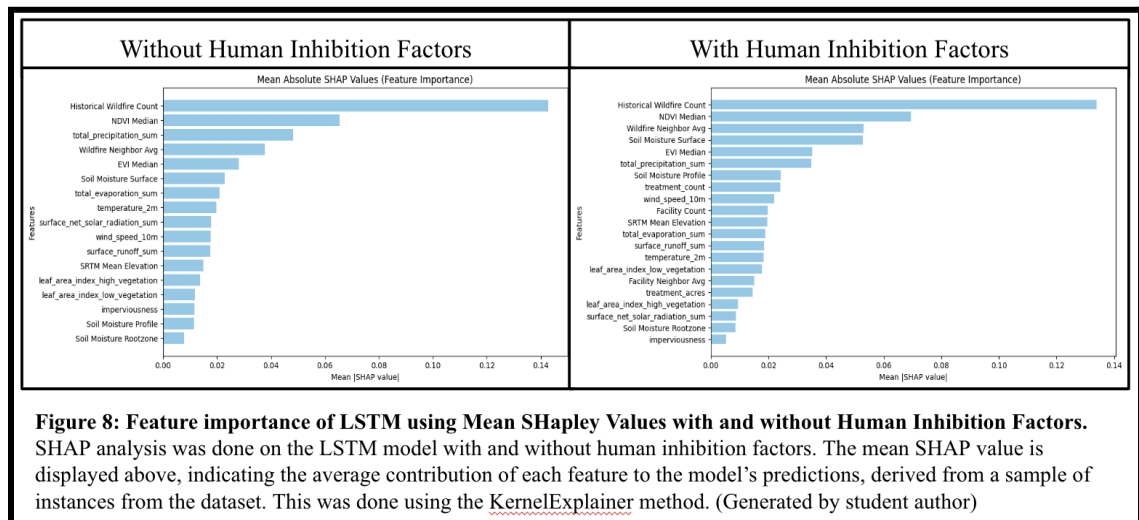 Without Human Inhibition Factors
Mean Absolute SHAP Values (Feature Importance)
Features
Historical Wildfire Count
NDVI Median
total_precipitation_sum
Wildfire Neighbor Avg
EVI Median
Soil Moisture Surface
total_evaporation_sum
temperature_2m
surface_net_solar_radiation_sum
wind_speed_10m
surface_runoff_sum
SRTM Mean Elevation
leaf_area_index_high_vegetation
leaf_area_index_low_vegetation
imperviousness
Soil Moisture Profile
Soil Moisture Rootzone
0.00 0.02 0.04 0.06 0.08 0.10 0.12 0.14
Mean |SHAP value|
With Human Inhibition Factors
Mean Absolute SHAP Values (Feature Importance)
Features
Historical Wildfire Count
NDVI Median
Wildfire Neighbor Avg
Soil Moisture Surface
EVI Median
total_precipitation_sum
Soil Moisture Profile
treatment_count
wind_speed_10m
Facility Count
SRTM Mean Elevation
total_evaporation_sum
surface_runoff_sum
temperature_2m
leaf_area_index_low_vegetation
Facility Neighbor Avg
treatment_acres
leaf_area_index_high_vegetation
surface_net_solar_radiation_sum
Soil Moisture Rootzone
imperviousness
0.00 0.02 0.04 0.06 0.08 0.10 0.12 0.14
Mean |SHAP value|
Figure 8: Feature importance of LSTM using Mean SHapley Values with and without Human Inhibition Factors.
SHAP analysis was done on the LSTM model with and without human inhibition factors. The mean SHAP value is
displayed above, indicating the average contribution of each feature to the model’s predictions, derived from a sample of
instances from the dataset. This was done using the KernelExplainer method. (Generated by student author)